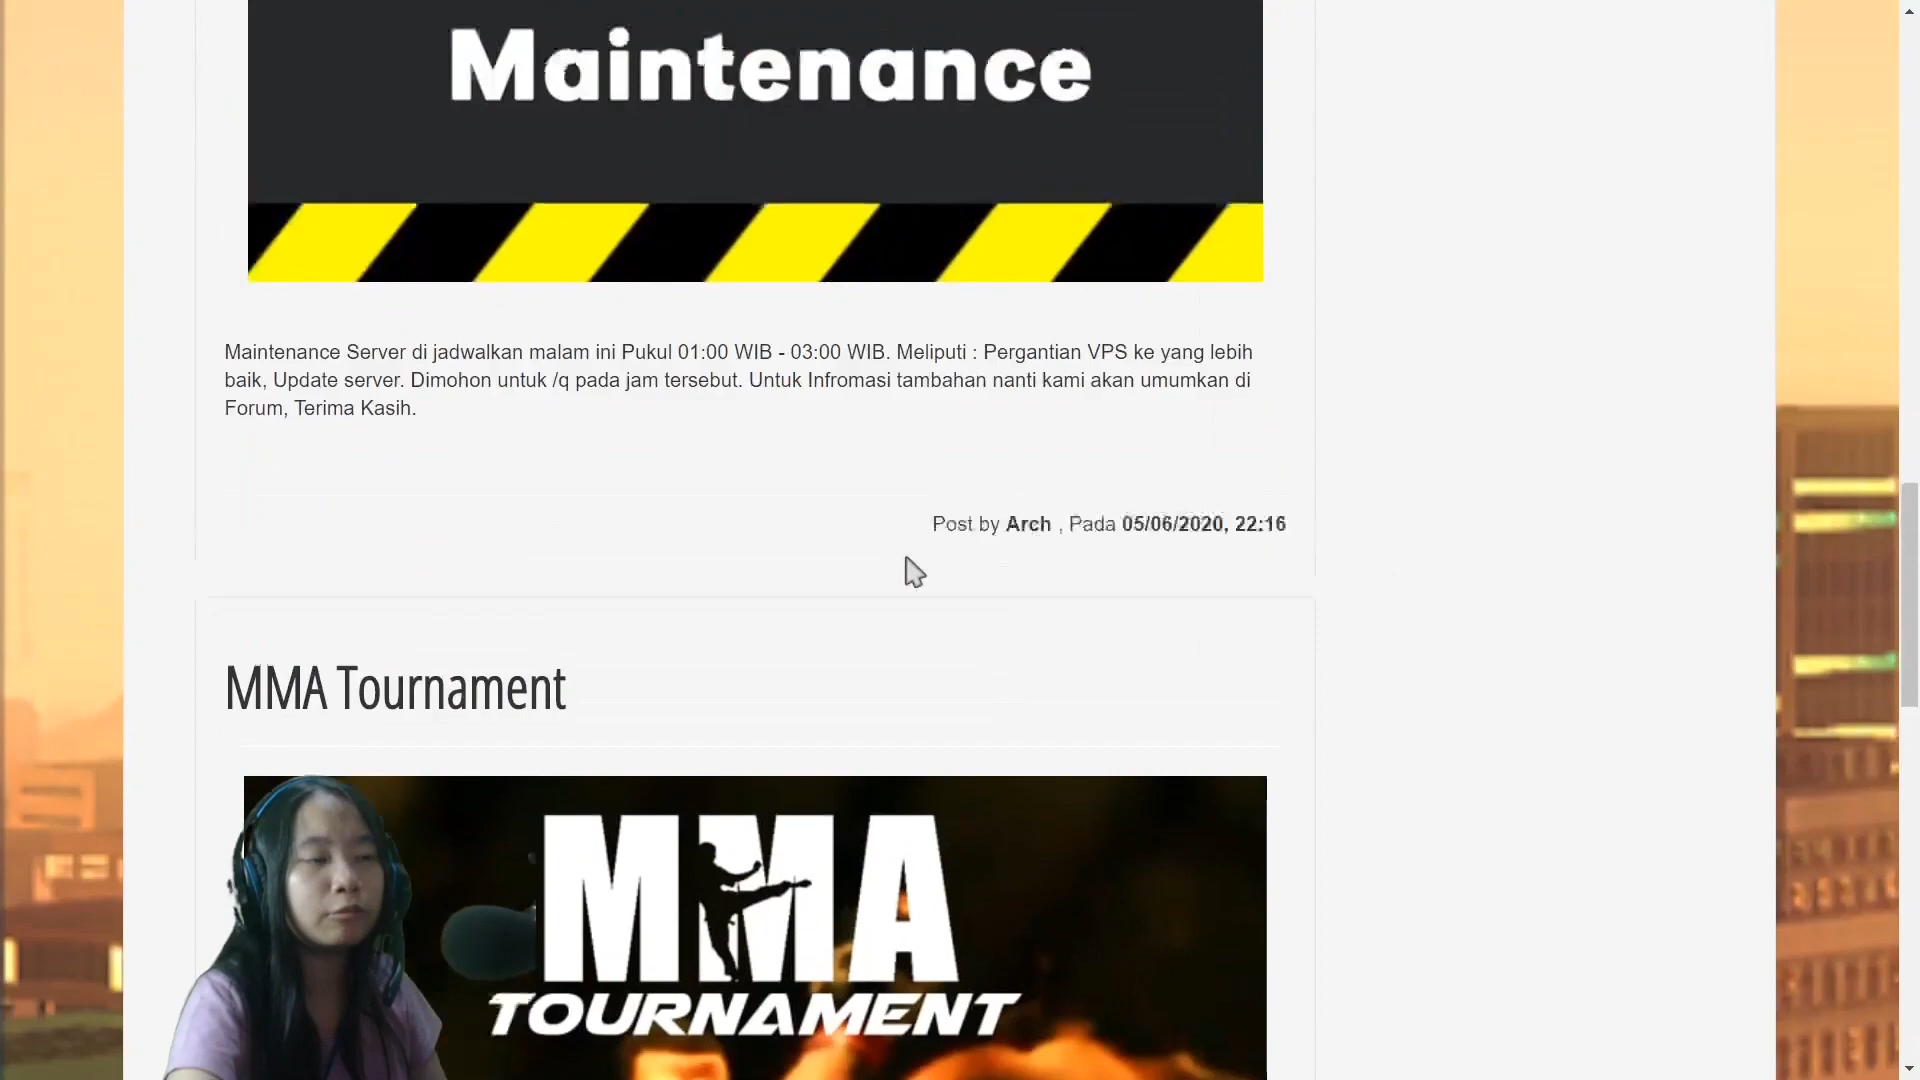 Maintenance
Maintenance Server di jadwalkan malam ini Pukul 01:00 WIB - 03:00 WIB. Meliputi : Pergantian VPS ke yang lebih
baik, Update server. Dimohon untuk /q pada jam tersebut. Untuk Infromasi tambahan nanti kami akan umumkan di
Forum, Terima Kasih.
Post by Arch , Pada 05/06/2020, 22:16
MMA Tournament
MMA
TOURNAMENT